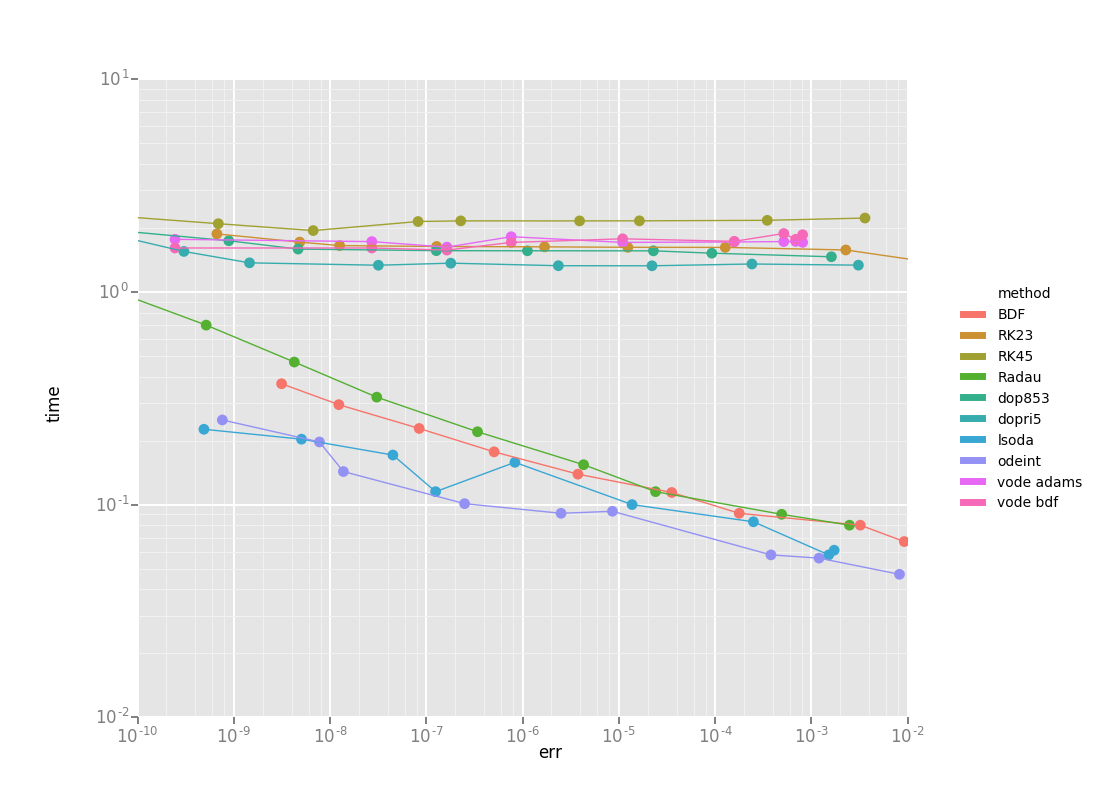 10^1
10^0
10^-1
10^-2
time
10^-10 10^-9 10^-8 10^-7 10^-6 10^-5 10^-4 10^-3 10^-2
err
method
BDF
RK23
RK45
Radau
dop853
dopri5
lsoda
odeint
vode adams
vode bdf